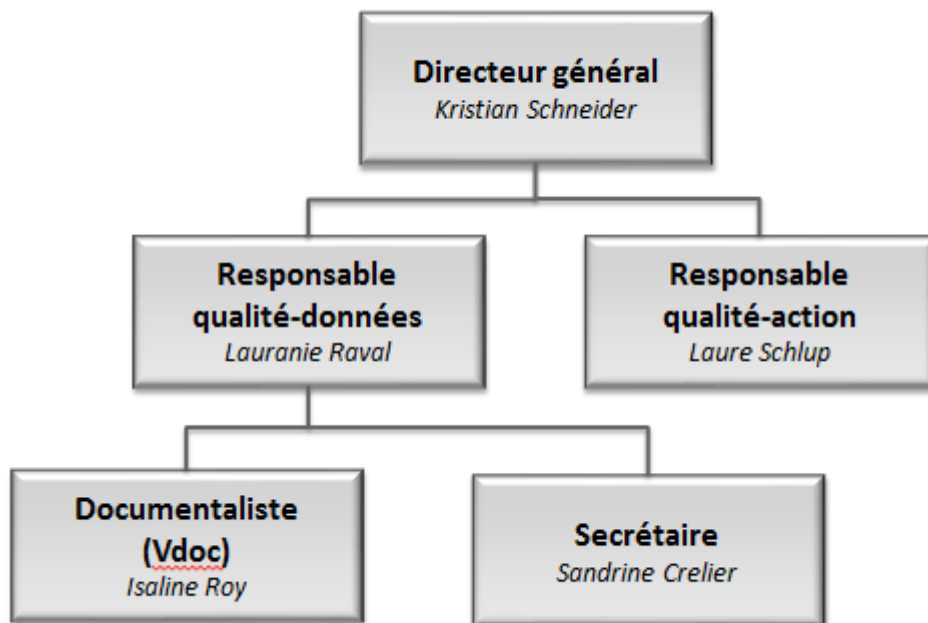 Directeur général
Kristian Schneider
Responsable
qualité-données
Lauranie Raval
Responsable
qualité-action
Laure Schlup
Documentaliste
(Vdoc)
Isaline Roy
Secrétaire
Sandrine Crelier